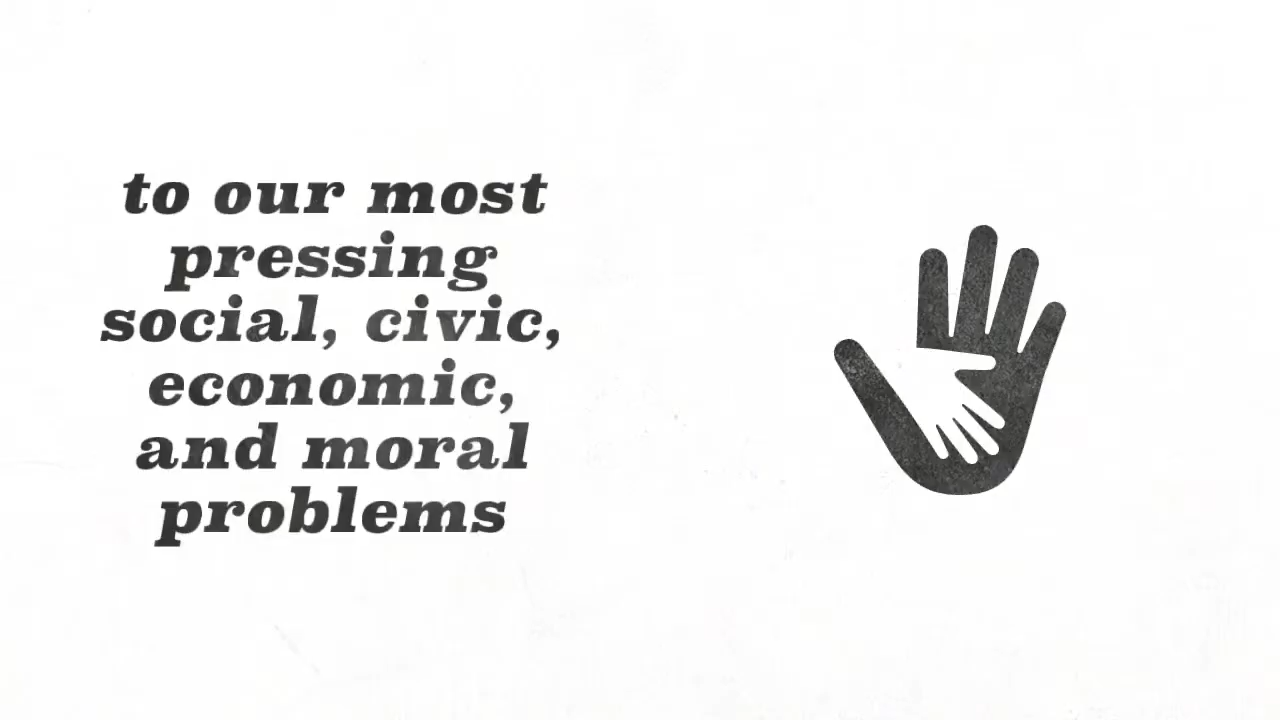 to our most
pressing
social, civic,
economic,
and moral
problems